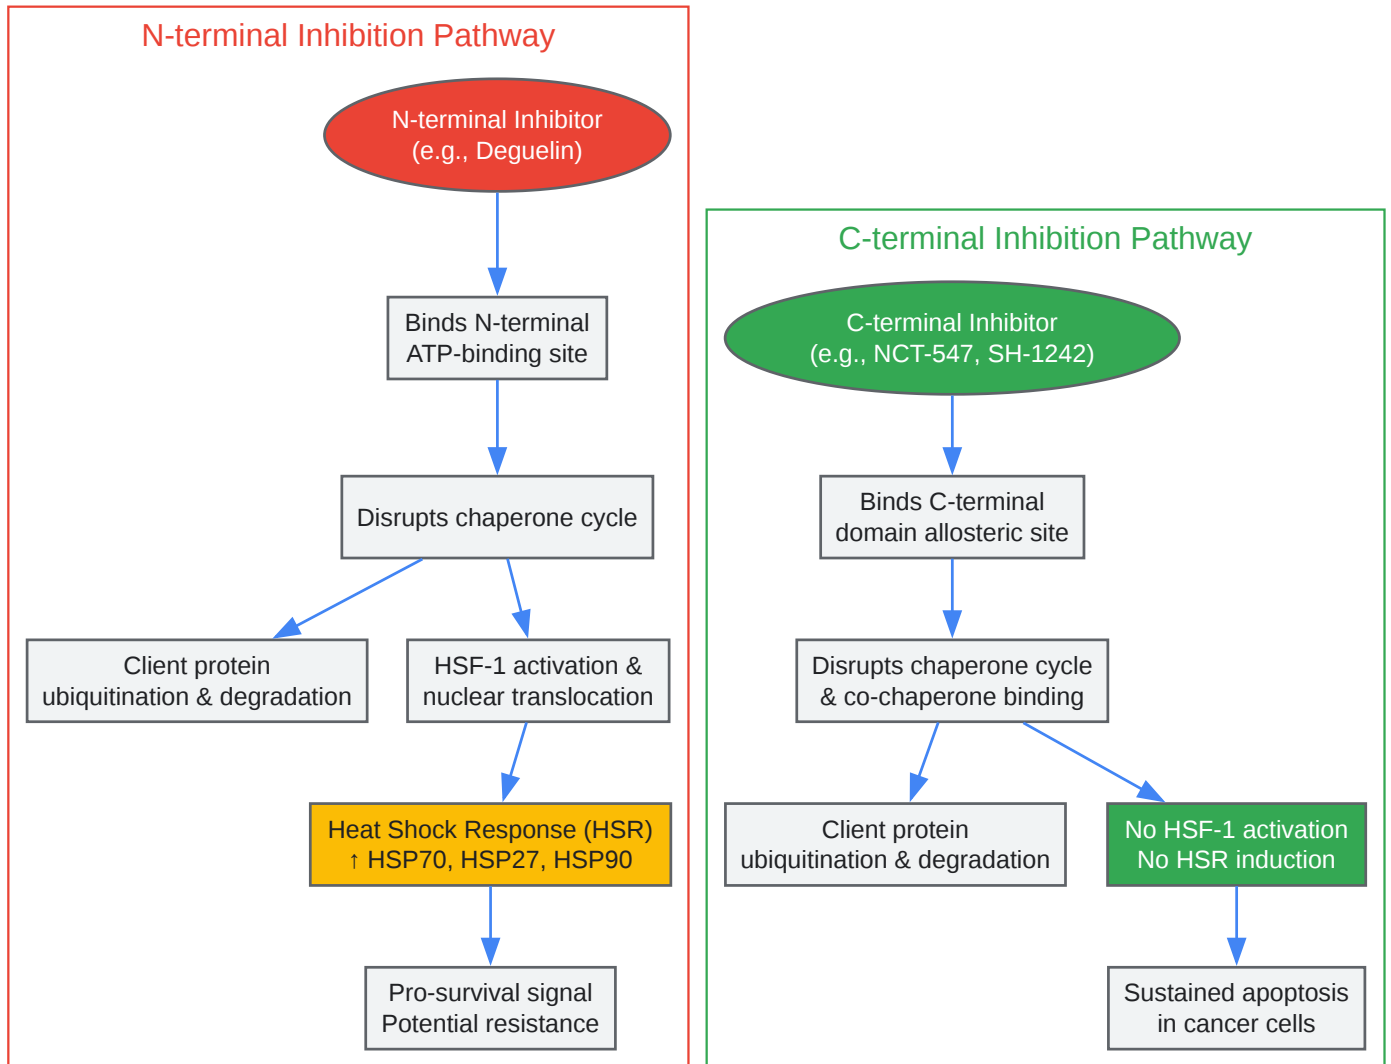 N-terminal Inhibition Pathway
N-terminal Inhibitor
(e.g., Deguelin)
Binds N-terminal
ATP-binding site
Disrupts chaperone cycle
Client protein
ubiquitination & degradation
HSF-1 activation &
nuclear translocation
Heat Shock Response (HSR)
↑ HSP70, HSP27, HSP90
Pro-survival signal
Potential resistance
C-terminal Inhibition Pathway
C-terminal Inhibitor
(e.g., NCT-547, SH-1242)
Binds C-terminal
domain allosteric site
Disrupts chaperone cycle
& co-chaperone binding
Client protein
ubiquitination & degradation
No HSF-1 activation
No HSR induction
Sustained apoptosis
in cancer cells